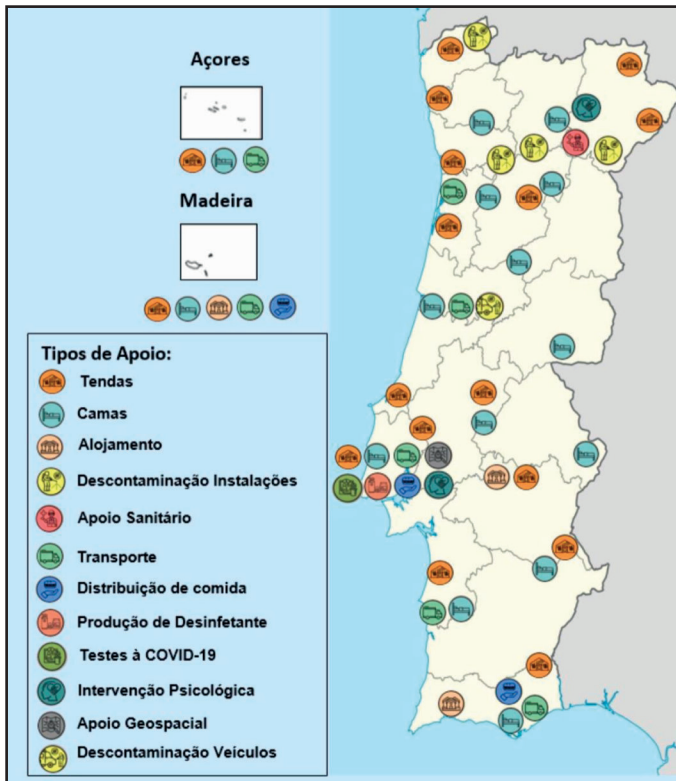 Açores
Madeira
Tipos de Apoio:
Tendas
Camas
Alojamento
Descontaminação Instalações
Apoio Sanitário
Transporte
Distribuição de comida
Produção de Desinfetante
Testes à COVID-19
Intervenção Psicológica
Apoio Geospacial
Descontaminação Veículos